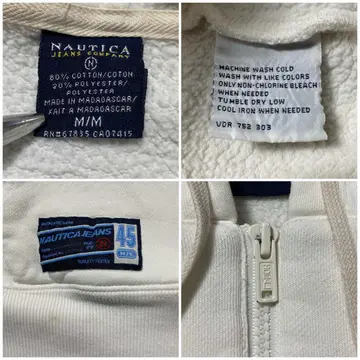 NAUTICA
JEANS COMPANY
N
80% COTTON/COTON
20% POLYESTER/
POLYESTER
MADE IN MADAGASCAR/
FAIT A MADAGASCAR
M/M
RN#67835 CA07415
MACHINE WASH COLD
WASH WITH LIKE COLORS
ONLY NON-CHLORINE BLEACH
WHEN NEEDED
TUMBLE DRY LOW
COOL IRON WHEN NEEDED
VDR 752 303
NAUTICA JEANS
45